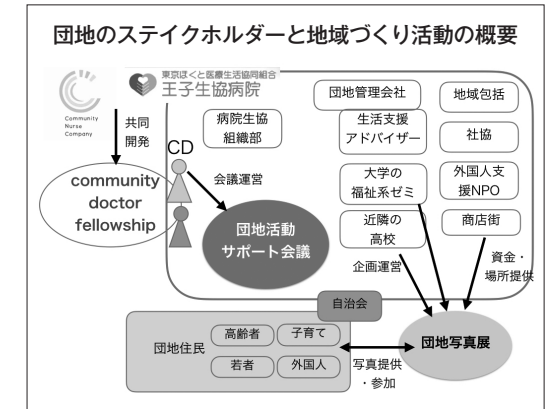 団地のステイクホルダーと地域づくり活動の概要
Community
Nurse
Company
東京ほくと医療生活協同組合
王子生協病院
共同
開発
CD
community
doctor
fellowship
病院生協
組織部
会議運営
団地活動
サポート会議
団地管理会社
生活支援
アドバイザー
大学の
福祉系ゼミ
近隣の
高校
企画運営
地域包括
社協
外国人支
援NPO
商店街
資金・
場所提供
自治会
団地住民
高齢者
子育て
若者
外国人
写真提供
・参加
団地写真展